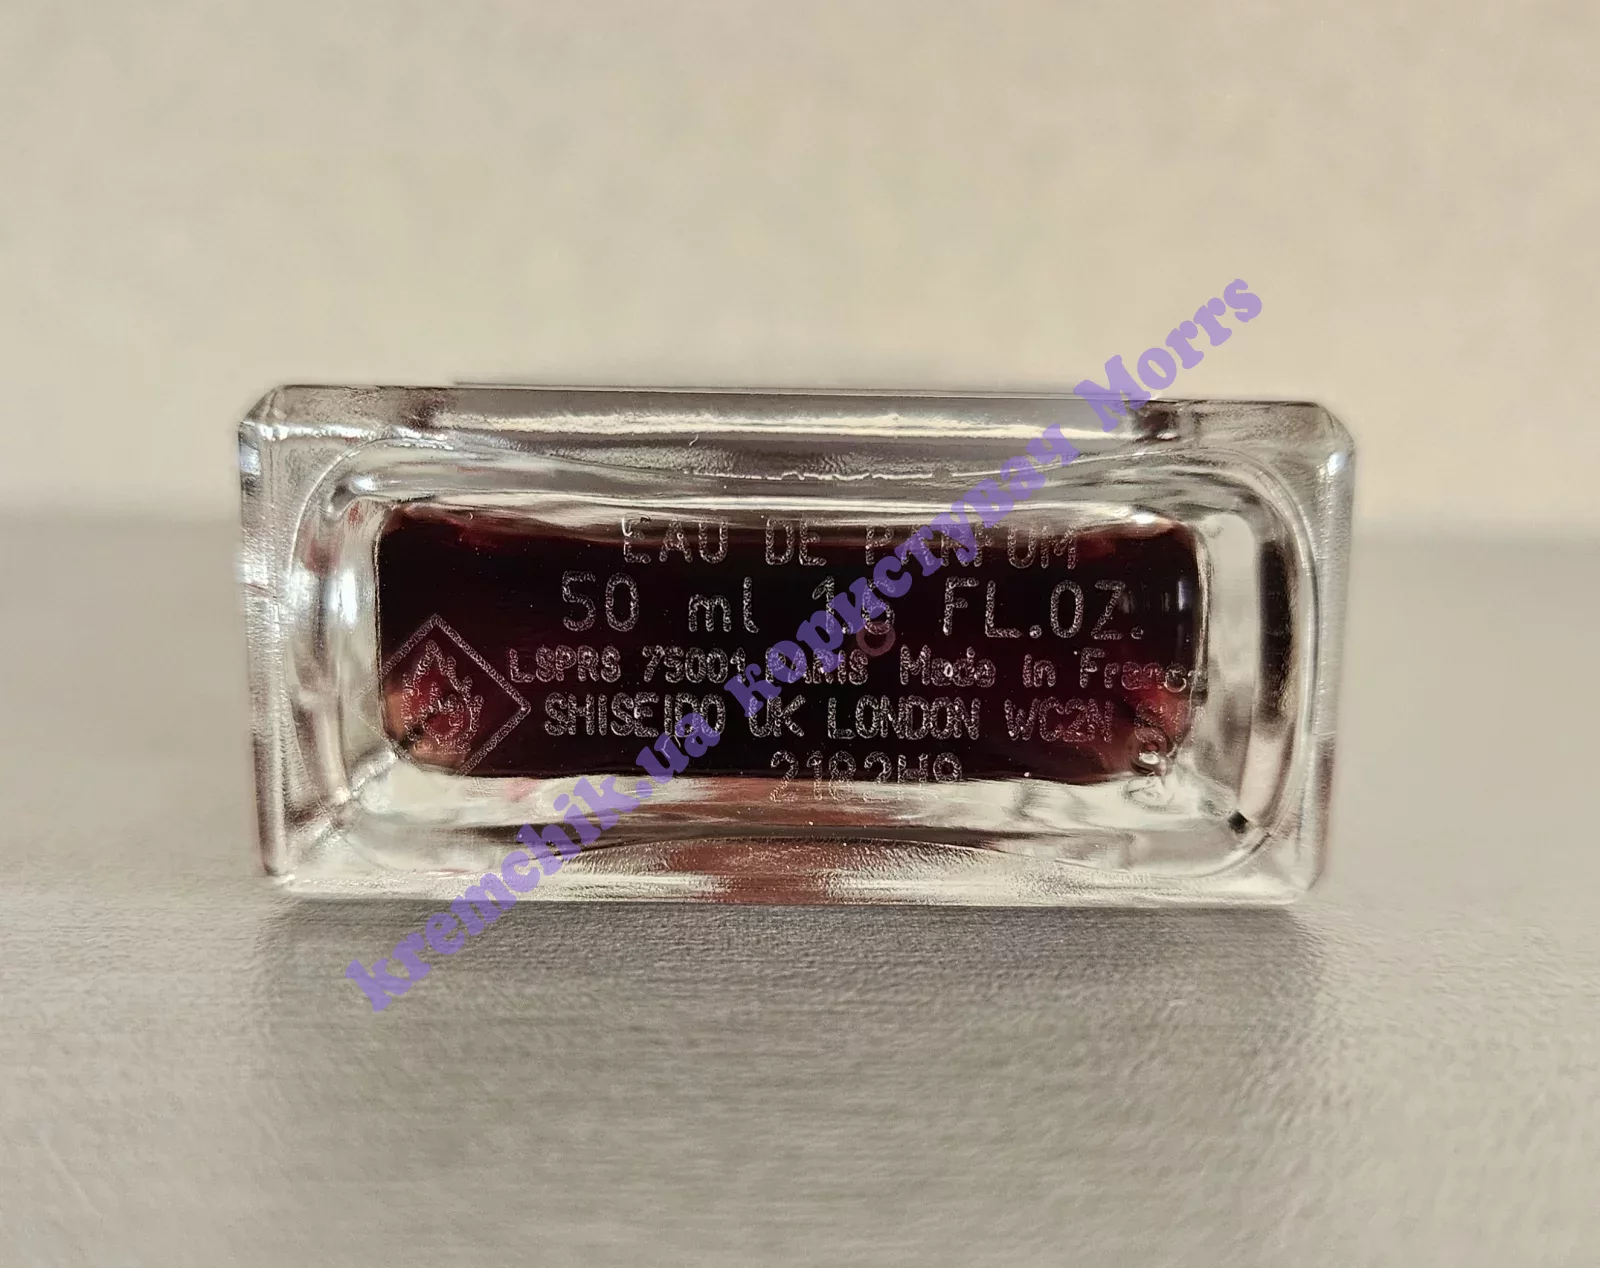 EAU DE PARFUM
50 ml 1.6 FL.OZ.
LSPRS 75001 PARIS Made in France
SHISEIDO UK LONDON WC2N
2182H9
kremchik.ua користувач Morrs